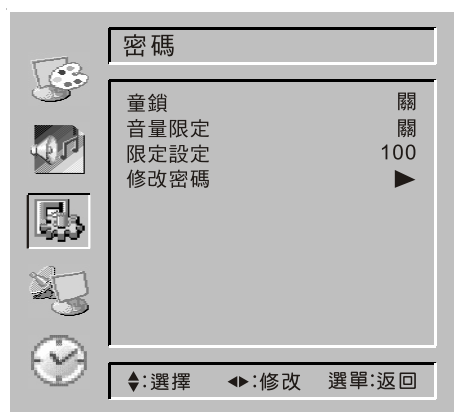 密碼
童鎖 關
音量限定 關
限定設定 100
修改密碼 ▶
♦:選擇 ◂▸:修改 選單:返回